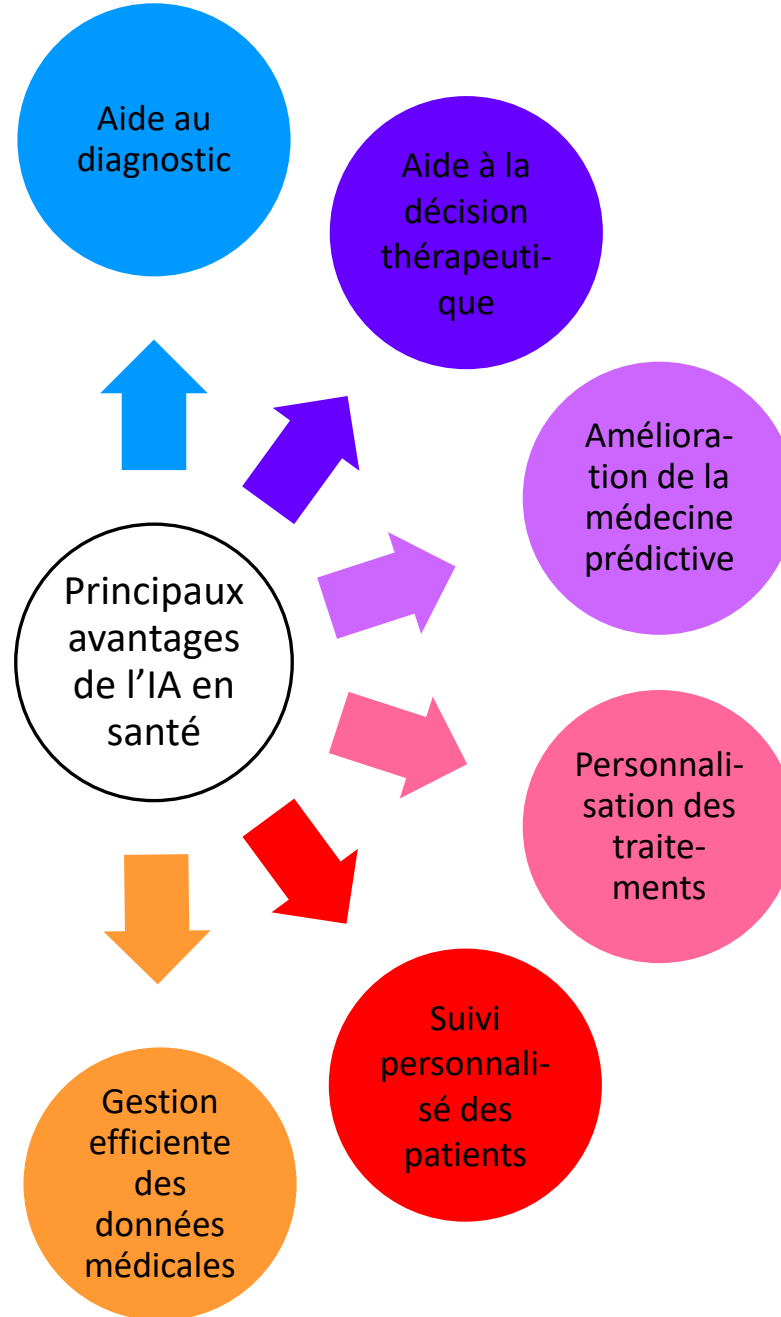 Aide au
diagnostic
Aide à la
décision
thérapeuti-
que
Améliora-
tion de la
médecine
prédictive
Principaux
avantages
de l’IA en
santé
Personnali-
sation des
traite-
ments
Suivi
personnali-
sé des
patients
Gestion
efficiente
des
données
médicales